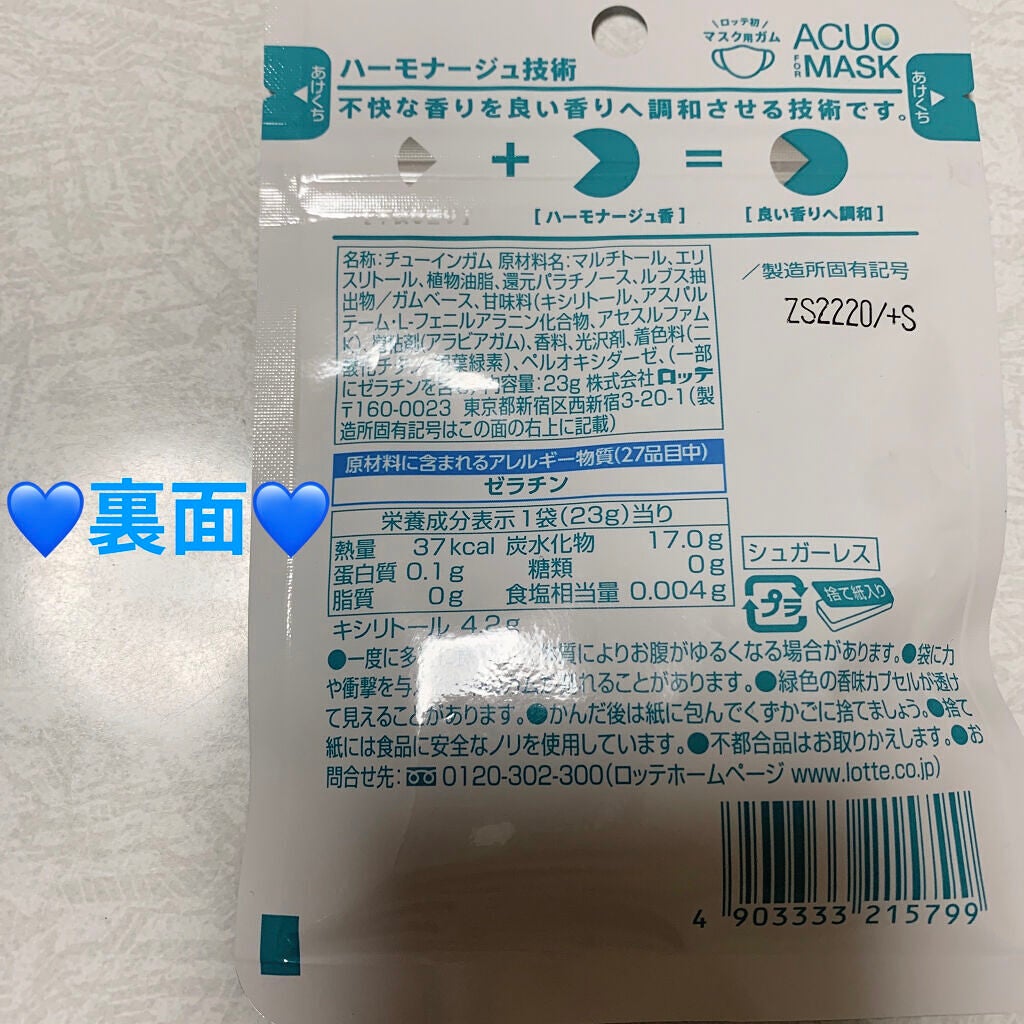 ロッテ初
マスク用ガム
ACUO
FOR MASK
あけくち
ハーモナージュ技術
不快な香りを良い香りへ調和させる技術です。
あけくち
+ =
[ハーモナージュ香] [良い香りへ調和]
名称:チューインガム 原材料名:マルチトール、エリ
スリトール、植物油脂、還元パラチノース、ルブス抽
出物/ガムベース、甘味料(キシリトール、アスパル
テーム・L-フェニルアラニン化合物、アセスルファム
K)、 (アラビアガム)、香料、光沢剤、着色料(二
葉緑素)、ペルオキシダーゼ、(一部
にゼラチンを 内容量:23g 株式会社ロッテ
〒160-0023 東京都新宿区西新宿3-20-1(製
造所固有記号はこの面の右上に記載)
/製造所固有記号
ZS2220/+S
原材料に含まれるアレルギー物質(27品目中)
ゼラチン
💙裏面💙
栄養成分表示1袋(23g)当り
熱量 37kcal 炭水化物 17.0g
蛋白質 0.1g 糖類 0g
脂質 0g 食塩相当量 0.004g
キシリトール 4.2g
シュガーレス
プラ
捨て紙入り
●一度に多 質によりお腹がゆるくなる場合があります。●袋に力
や衝撃を与 れることがあります。●緑色の香味カプセルが透け
て見えることがあります。●かんだ後は紙に包んでくずかごに捨てましょう。●捨て
紙には食品に安全なノリを使用しています。●不都合品はお取りかえします。●お
問合せ先: 0120-302-300(ロッテホームページ www.lotte.co.jp)
4 903333 215799